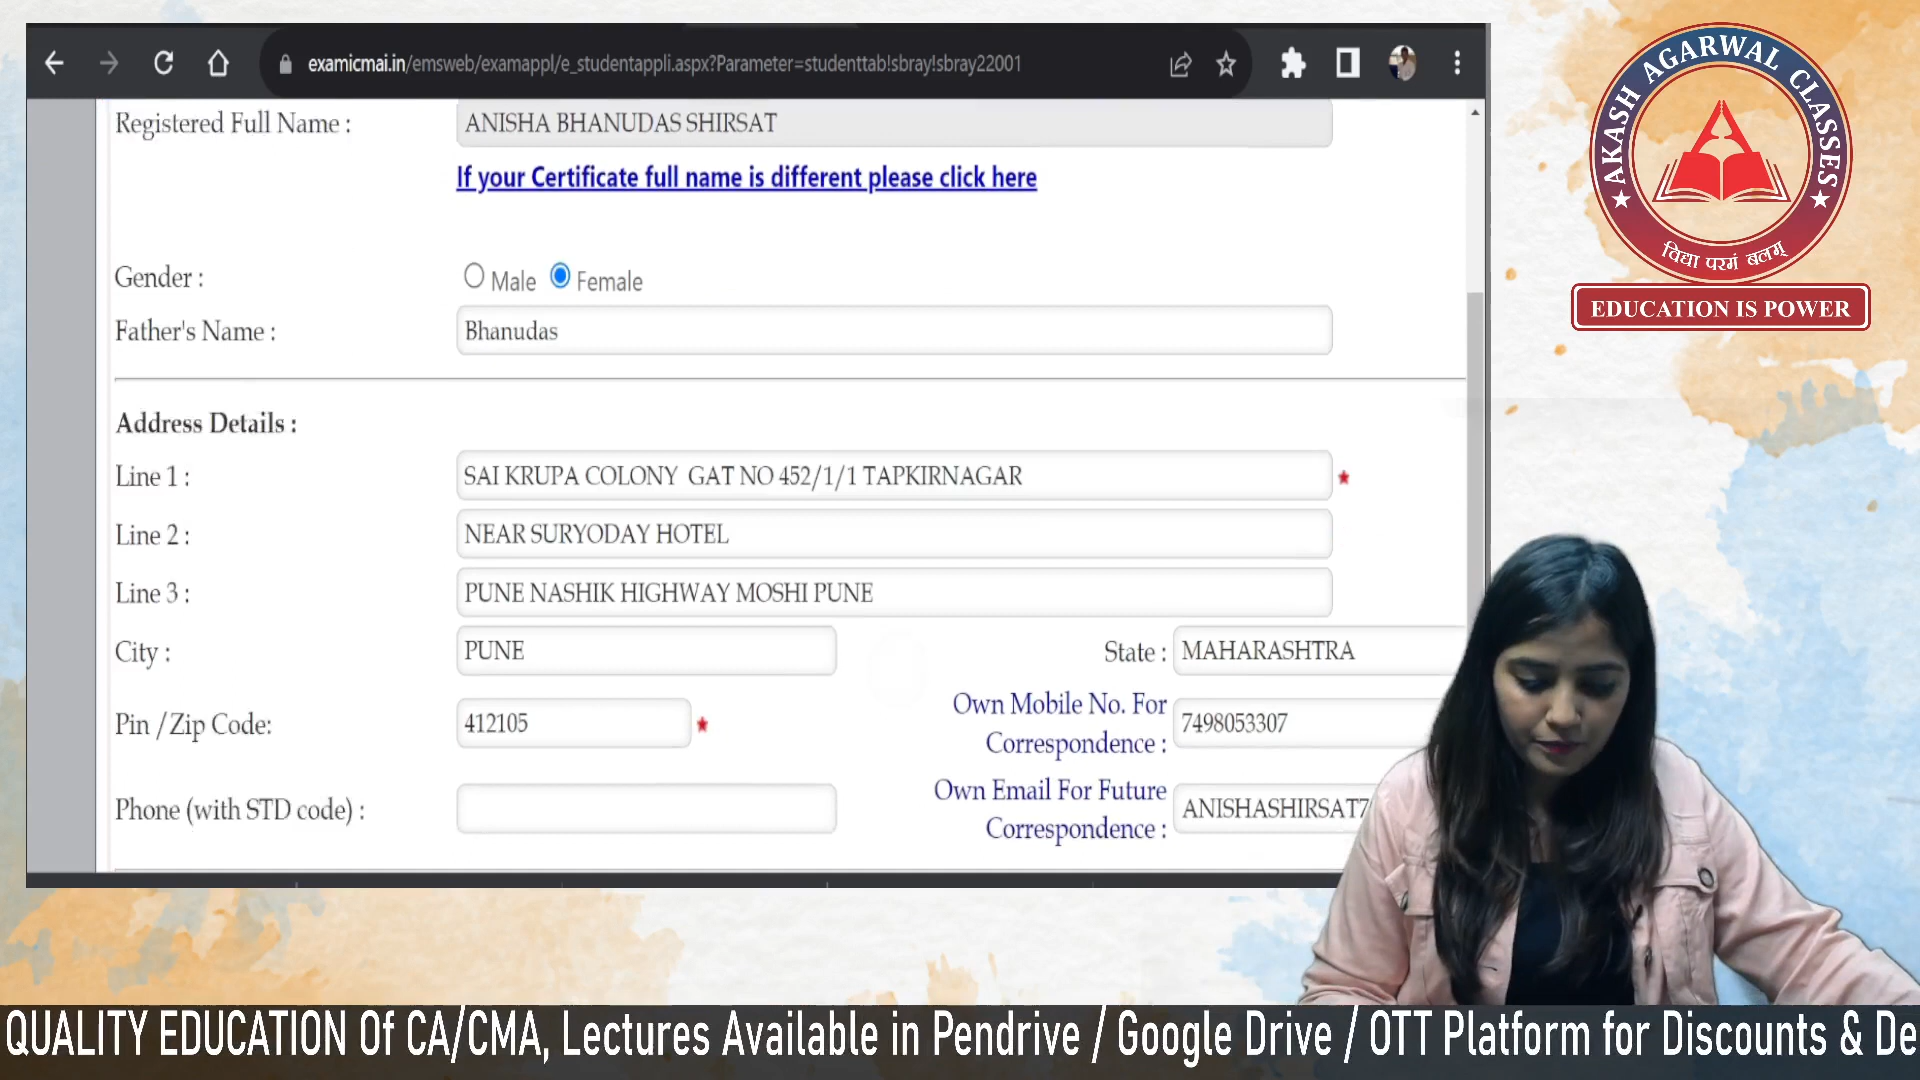 examicmai.in/emsweb/examappl/e_studentappli.aspx?Parameter=studenttab!sbray!sbray22001
Registered Full Name : ANISHA BHANUDAS SHIRSAT
If your Certificate full name is different please click here
Gender : Male Female
Father's Name : Bhanudas
Address Details :
Line 1 : SAI KRUPA COLONY GAT NO 452/1/1 TAPKIRNAGAR *
Line 2 : NEAR SURYODAY HOTEL
Line 3 : PUNE NASHIK HIGHWAY MOSHI PUNE
City : PUNE State : MAHARASHTRA
Pin /Zip Code: 412105 * Own Mobile No. For Correspondence : 7498053307
Phone (with STD code) : Own Email For Future Correspondence : ANISHASHIRSAT7
AKASH AGARWAL CLASSES
विद्या परमं बलम्
EDUCATION IS POWER
QUALITY EDUCATION Of CA/CMA, Lectures Available in Pendrive / Google Drive / OTT Platform for Discounts & De